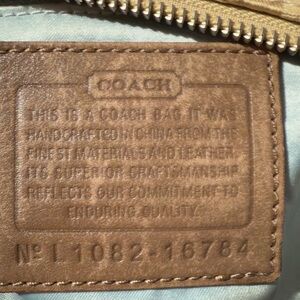 COACH
THIS IS A COACH BAG. IT WAS
HANDCRAFTED IN CHINA FROM THE
FINEST MATERIALS AND LEATHER.
ITS SUPERIOR CRAFTSMANSHIP
REFLECTS OUR COMMITMENT TO
ENDURING QUALITY.
Nº L1082-16784